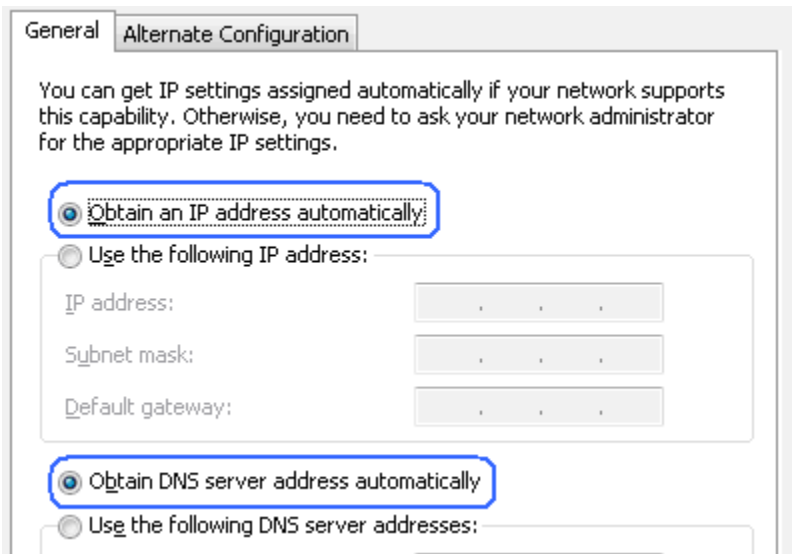 General
Alternate Configuration
You can get IP settings assigned automatically if your network supports
this capability. Otherwise, you need to ask your network administrator
for the appropriate IP settings.
Obtain an IP address automatically
Use the following IP address:
IP address:
Subnet mask:
Default gateway:
Obtain DNS server address automatically
Use the following DNS server addresses: